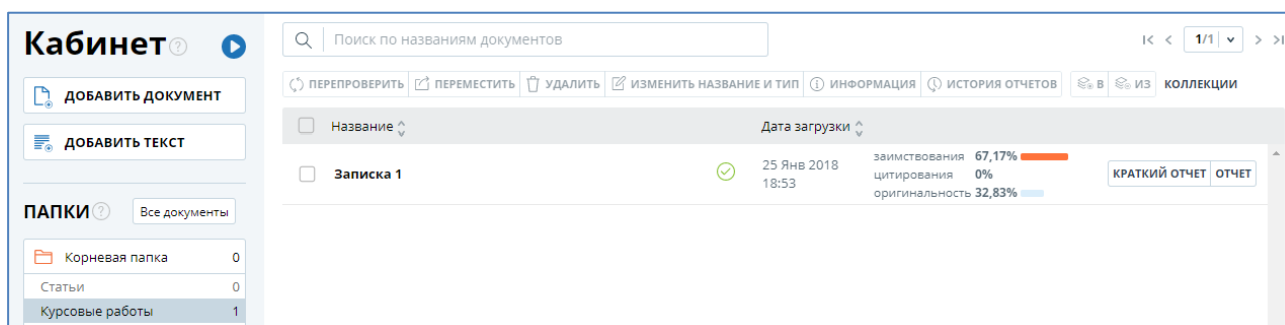 Кабинет ?
ДОБАВИТЬ ДОКУМЕНТ
ДОБАВИТЬ ТЕКСТ
ПАПКИ ? Все документы
Корневая папка 0
Статьи 0
Курсовые работы 1
Поиск по названиям документов
1/1
ПЕРЕПРОВЕРИТЬ ПЕРЕМЕСТИТЬ УДАЛИТЬ ИЗМЕНИТЬ НАЗВАНИЕ И ТИП ИНФОРМАЦИЯ ИСТОРИЯ ОТЧЕТОВ В ИЗ КОЛЛЕКЦИИ
Название Дата загрузки
Записка 1
25 Янв 2018
18:53
заимствования 67,17%
цитирования 0%
оригинальность 32,83%
КРАТКИЙ ОТЧЕТ ОТЧЕТ